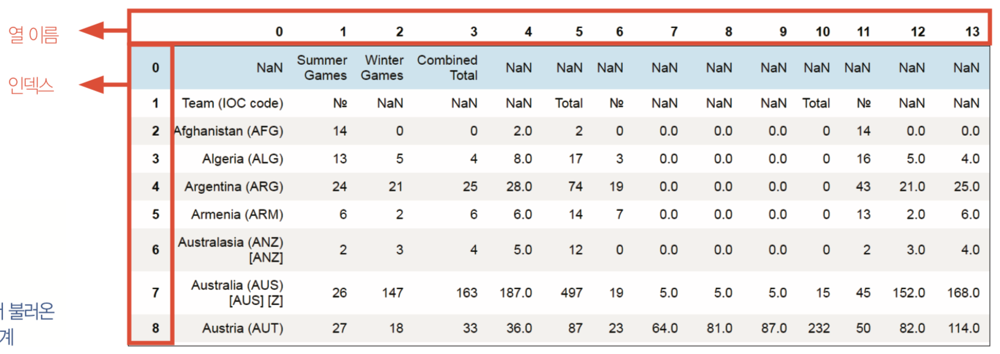 열 이름
0 1 2 3 4 5 6 7 8 9 10 11 12 13
인덱스
0 NaN Summer Games Winter Games Combined Total NaN NaN NaN NaN NaN NaN NaN NaN NaN NaN
1 Team (IOC code) № NaN NaN NaN Total № NaN NaN NaN Total № NaN NaN
2 Afghanistan (AFG) 14 0 0 2.0 2 0 0.0 0.0 0.0 0 14 0.0 0.0
3 Algeria (ALG) 13 5 4 8.0 17 3 0.0 0.0 0.0 0 16 5.0 4.0
4 Argentina (ARG) 24 21 25 28.0 74 19 0.0 0.0 0.0 0 43 21.0 25.0
5 Armenia (ARM) 6 2 6 6.0 14 7 0.0 0.0 0.0 0 13 2.0 6.0
6 Australasia (ANZ) [ANZ] 2 3 4 5.0 12 0 0.0 0.0 0.0 0 2 3.0 4.0
7 Australia (AUS) [AUS] [Z] 26 147 163 187.0 497 19 5.0 5.0 5.0 15 45 152.0 168.0
8 Austria (AUT) 27 18 33 36.0 87 23 64.0 81.0 87.0 232 50 82.0 114.0
불러온
계